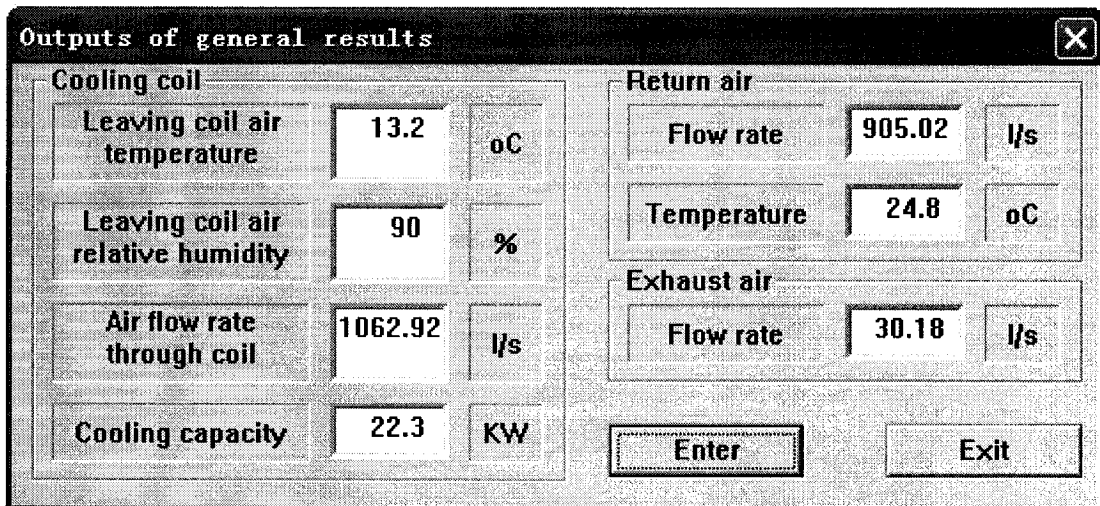 Outputs of general results
Cooling coil
Leaving coil air
temperature
13.2
oC
Leaving coil air
relative humidity
90
%
Air flow rate
through coil
1062.92
l/s
Cooling capacity
22.3
KW
Return air
Flow rate
905.02
l/s
Temperature
24.8
oC
Exhaust air
Flow rate
30.18
l/s
Enter
Exit